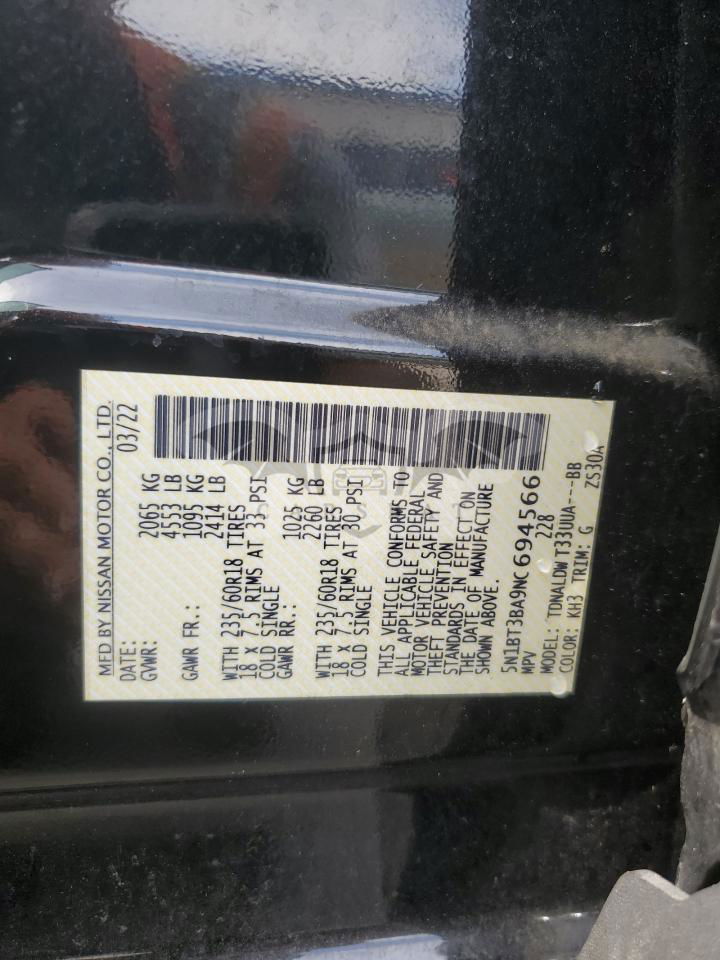 MFD BY NISSAN MOTOR CO., LTD.
DATE: 03/22
GVWR: 2065 KG
4553 LB
GAWR FR.: 1095 KG
2414 LB
WITH 235/60R18 TIRES
18 X 7.5 RIMS AT 33 PSI
COLD SINGLE
GAWR RR.: 1025 KG
2260 LB
WITH 235/60R18 TIRES
18 X 7.5 RIMS AT 30 PSI
COLD SINGLE
THIS VEHICLE CONFORMS TO
ALL APPLICABLE FEDERAL
MOTOR VEHICLE SAFETY AND
THEFT PREVENTION
STANDARDS IN EFFECT ON
THE DATE OF MANUFACTURE
SHOWN ABOVE.
5N1BT3BA9NC694566
MPV 228
MODEL: TDNALDW T33UUA---BB
COLOR: KH3 TRIM: G ZS30A